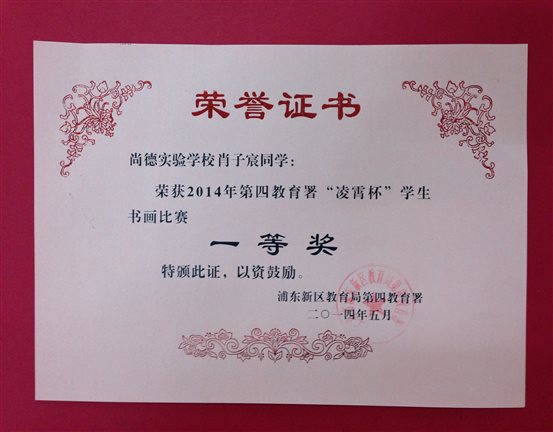 荣誉证书
尚德实验学校肖子宸同学：
荣获2014年第四教育署“凌霄杯”学生
书画比赛
一等奖
特颁此证，以资鼓励。
浦东新区教育局第四教育署
二〇一四年五月